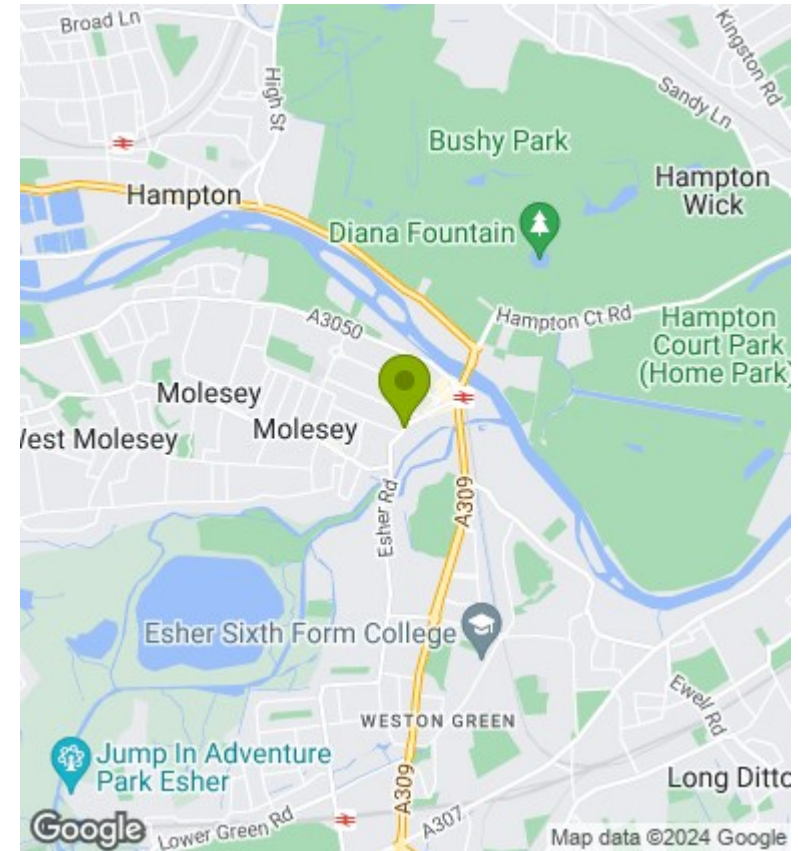 Broad Ln
High St
Kingston Rd
Sandy Ln
Bushy Park
Hampton
Wick
Hampton
Diana Fountain
Hampton Ct Rd
A3050
Hampton
Court Park
(Home Park)
Molesey
West Molesey
Molesey
Esher Rd
A309
Esher Sixth Form College
Ewell Rd
WESTON GREEN
Jump In Adventure
Park Esher
Long Ditto
A309
A307
Lower Green Rd
Google
Map data ©2024 Google